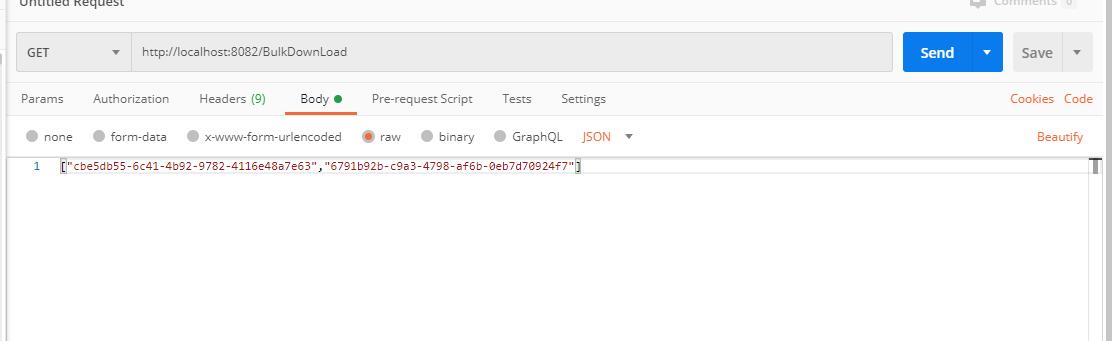 Untitled Request
Comments 0
GET http://localhost:8082/BulkDownLoad Send Save
Params Authorization Headers (9) Body Pre-request Script Tests Settings Cookies Code
none form-data x-www-form-urlencoded raw binary GraphQL JSON Beautify
1 ["cbe5db55-6c41-4b92-9782-4116e48a7e63","6791b92b-c9a3-4798-af6b-0eb7d70924f7"]